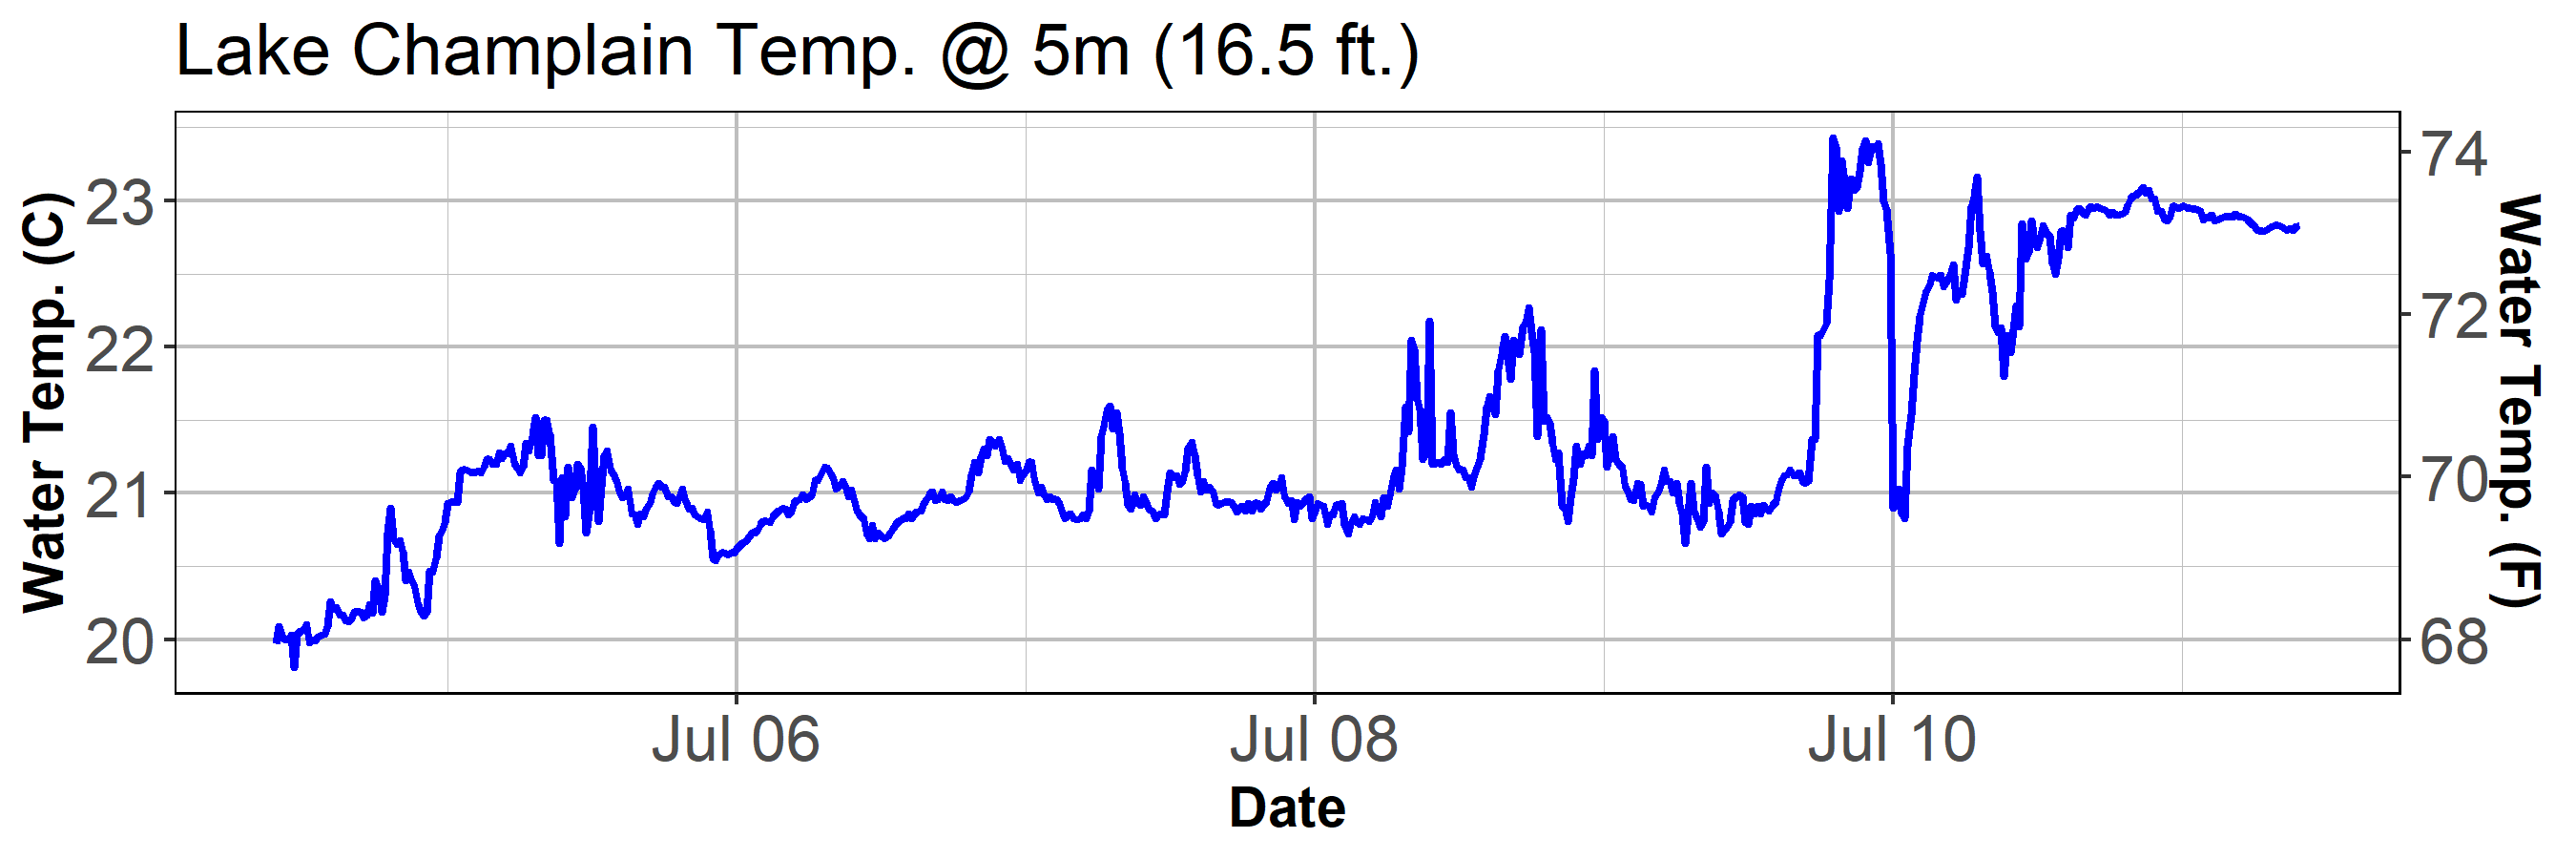 Lake Champlain Temp. @ 5m (16.5 ft.)
Water Temp. (C)
23
22
21
20
74
72
70
68
Water Temp. (F)
Jul 06 Jul 08 Jul 10
Date